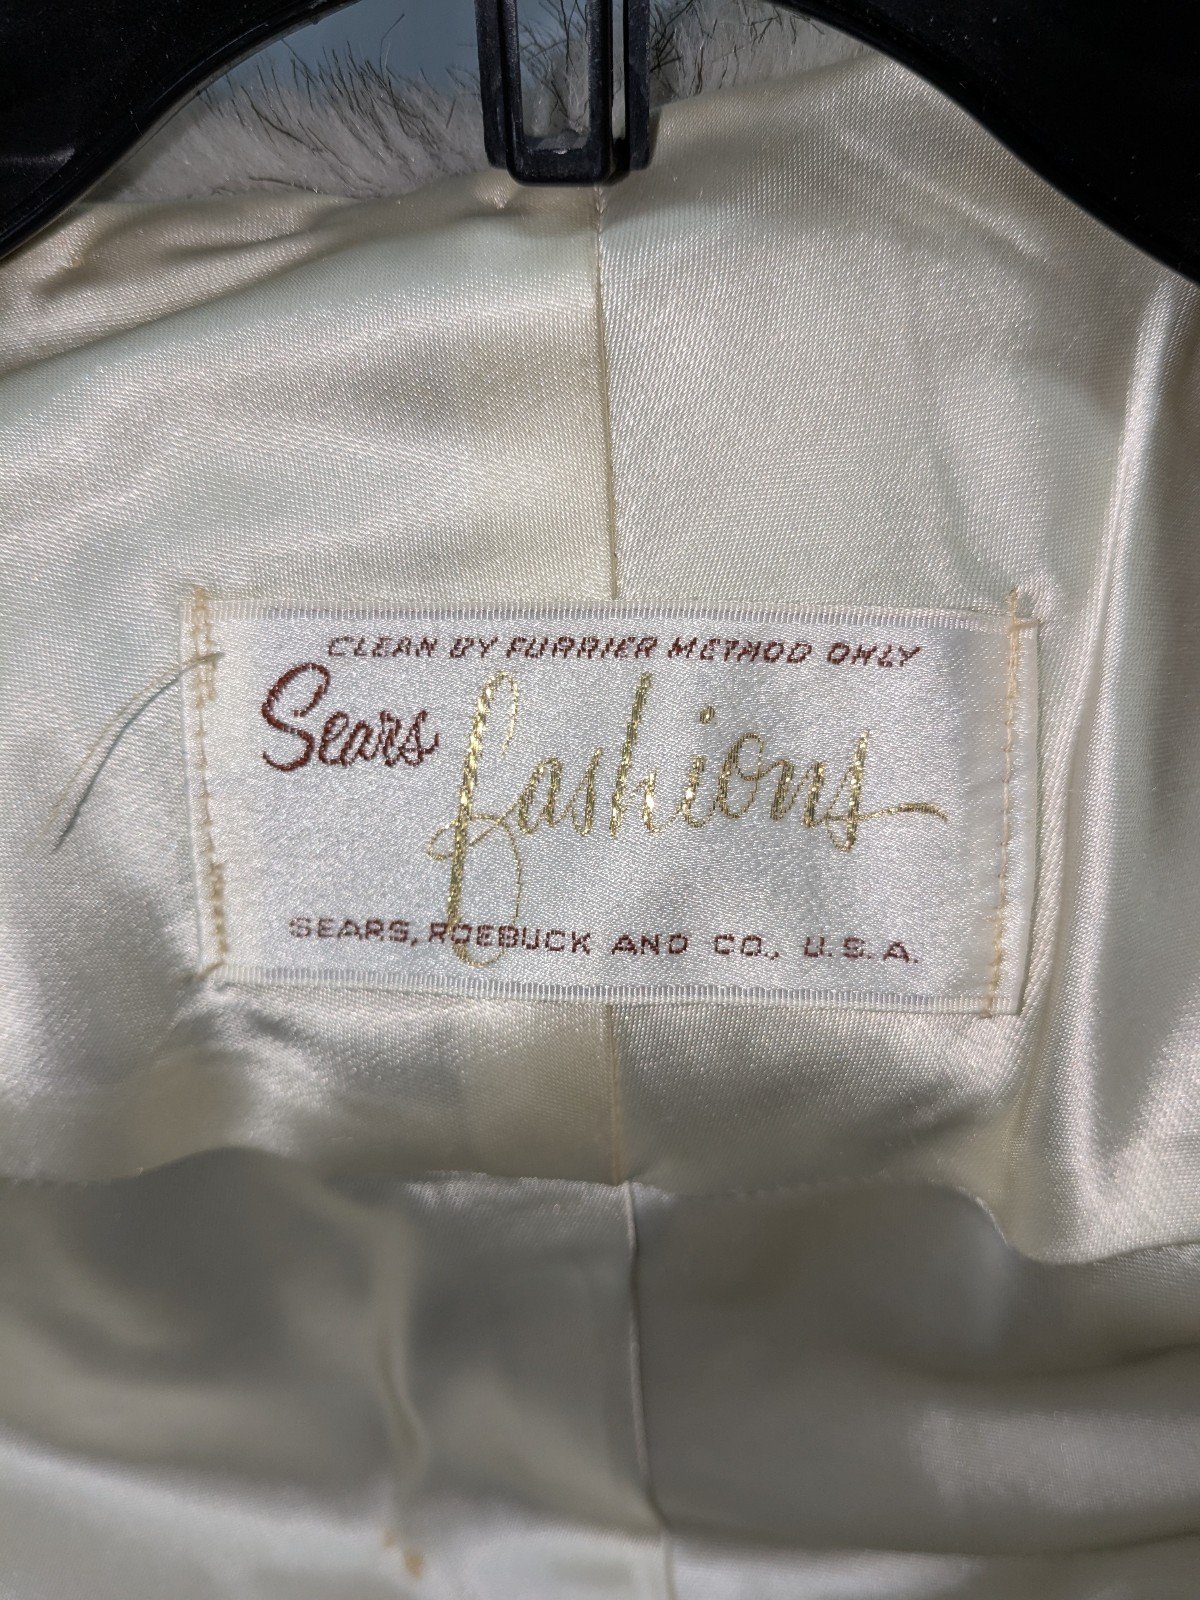 CLEAN BY FURRIER METHOD ONLY
Sears fashions
SEARS, ROEBUCK AND CO., U.S.A.